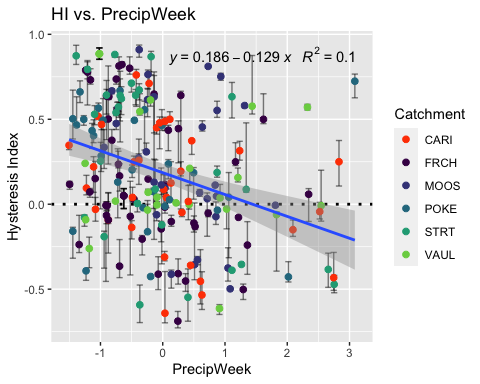 HI vs. PrecipWeek
y = 0.186 − 0.129 x R² = 0.1
Hysteresis Index
1.0
0.5
0.0
-0.5
-1
0
1
2
3
PrecipWeek
Catchment
CARI
FRCH
MOOS
POKE
STRT
VAUL